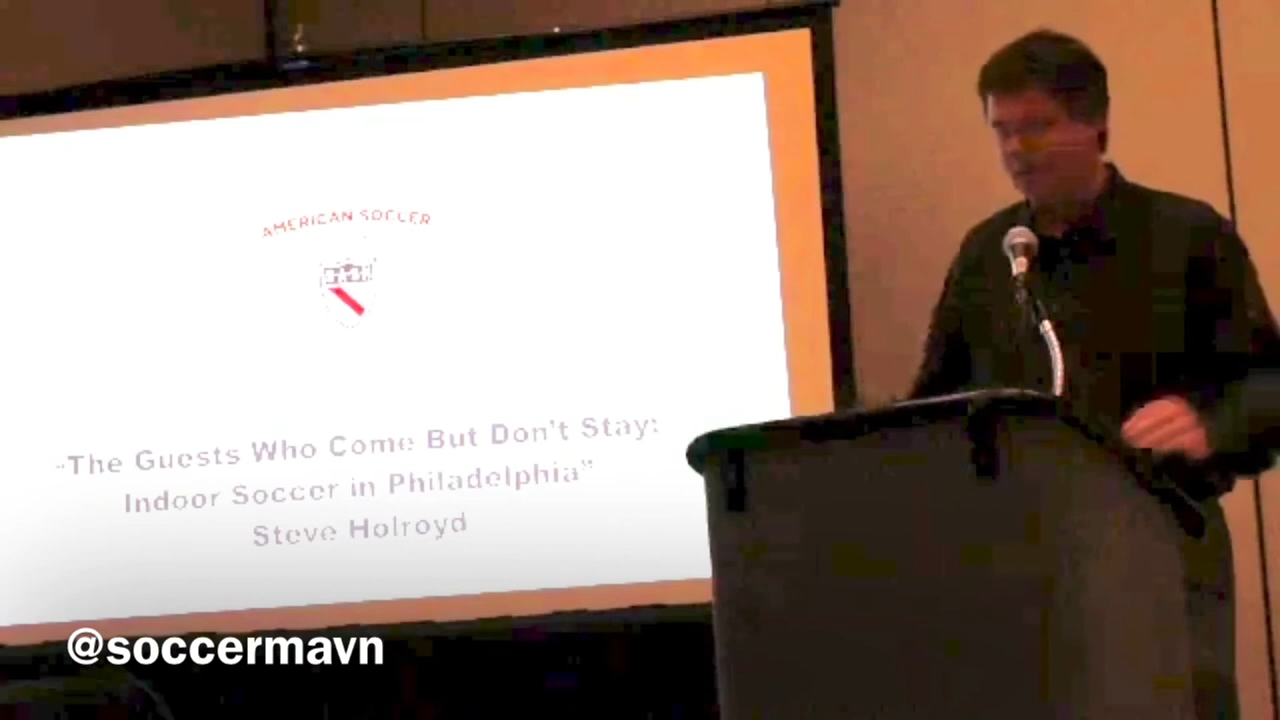 AMERICAN SOCCER
"The Guests Who Come But Don't Stay:
Indoor Soccer in Philadelphia"
Steve Holroyd
@soccermavn